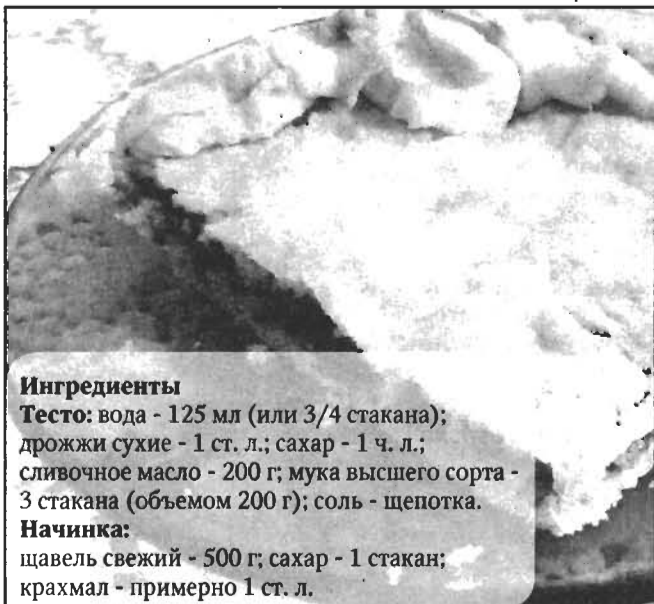 Ингредиенты
Тесто: вода - 125 мл (или 3/4 стакана);
дрожжи сухие - 1 ст. л.; сахар - 1 ч. л.;
сливочное масло - 200 г; мука высшего сорта -
3 стакана (объемом 200 г); соль - щепотка.
Начинка:
щавель свежий - 500 г; сахар - 1 стакан;
крахмал - примерно 1 ст. л.